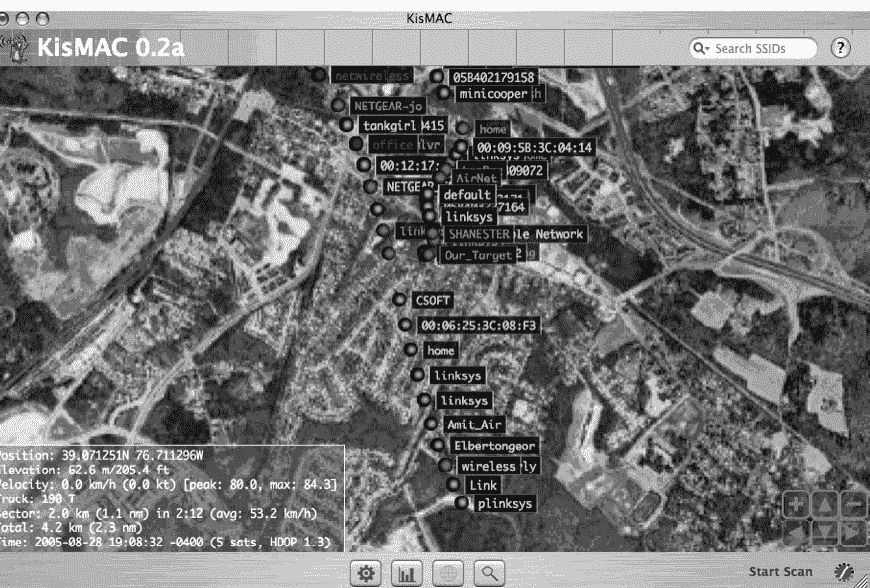 KisMAC
KisMAC 0.2a
Search SSIDs
?
netwireless
05B402179158
minicooper
NETGEAR-jo
tankgirl
415
home
office
lvr
00:09:5B:3C:04:14
00:12:17:
309072
AirNet
NETGEAR
default
7164
linksys
link
SHANESTER
le Network
Our_Target
CSOFT
00:06:25:3C:08:F3
home
linksys
linksys
Amit_Air
Elbertongeor
wireless
ly
Link
plinksys
Position: 39.071251N 76.711296W
Elevation: 62.6 m/205.4 ft
Velocity: 0.0 km/h (0.0 kt) [peak: 80.0, max: 84.3]
Track: 190 T
Sector: 2.0 km (1.1 nm) in 2:12 (avg: 53.2 km/h)
Total: 4.2 km (2.3 nm)
Time: 2005-08-28 19:08:32 -0400 (5 sats, HDOP 1.3)
Start Scan